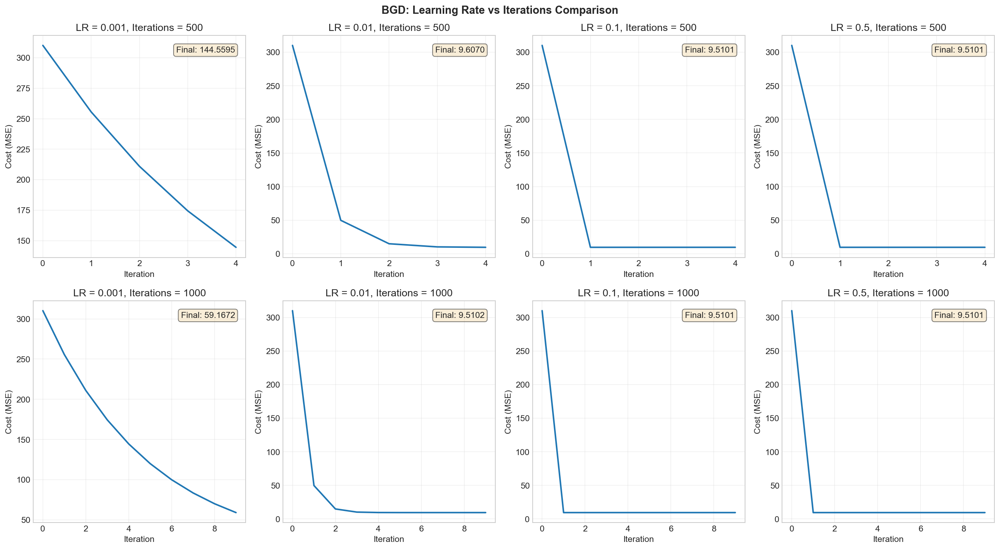 BGD: Learning Rate vs Iterations Comparison
LR = 0.001, Iterations = 500
Final: 144.5595
Cost (MSE)
300
275
250
225
200
175
150
0 1 2 3 4
Iteration
LR = 0.01, Iterations = 500
Final: 9.6070
Cost (MSE)
300
250
200
150
100
50
0
0 1 2 3 4
Iteration
LR = 0.1, Iterations = 500
Final: 9.5101
Cost (MSE)
300
250
200
150
100
50
0
0 1 2 3 4
Iteration
LR = 0.5, Iterations = 500
Final: 9.5101
Cost (MSE)
300
250
200
150
100
50
0
0 1 2 3 4
Iteration
LR = 0.001, Iterations = 1000
Final: 59.1672
Cost (MSE)
300
250
200
150
100
50
0 2 4 6 8
Iteration
LR = 0.01, Iterations = 1000
Final: 9.5102
Cost (MSE)
300
250
200
150
100
50
0
0 2 4 6 8
Iteration
LR = 0.1, Iterations = 1000
Final: 9.5101
Cost (MSE)
300
250
200
150
100
50
0
0 2 4 6 8
Iteration
LR = 0.5, Iterations = 1000
Final: 9.5101
Cost (MSE)
300
250
200
150
100
50
0
0 2 4 6 8
Iteration